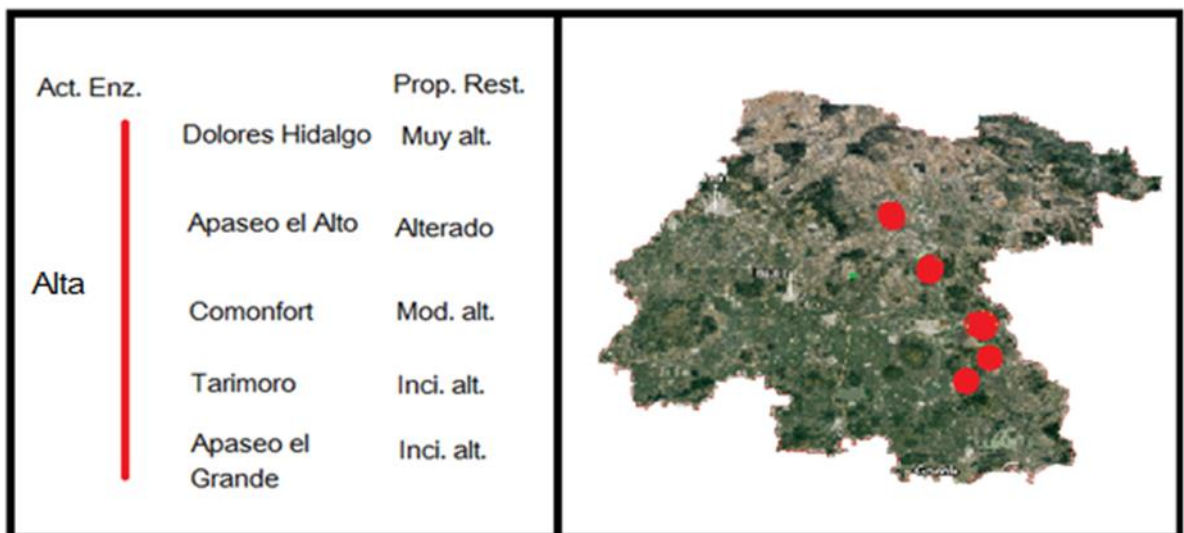 Act. Enz.
Prop. Rest.
Dolores Hidalgo
Muy alt.
Apaseo el Alto
Alterado
Alta
Comonfort
Mod. alt.
Tarimoro
Inci. alt.
Apaseo el
Grande
Inci. alt.